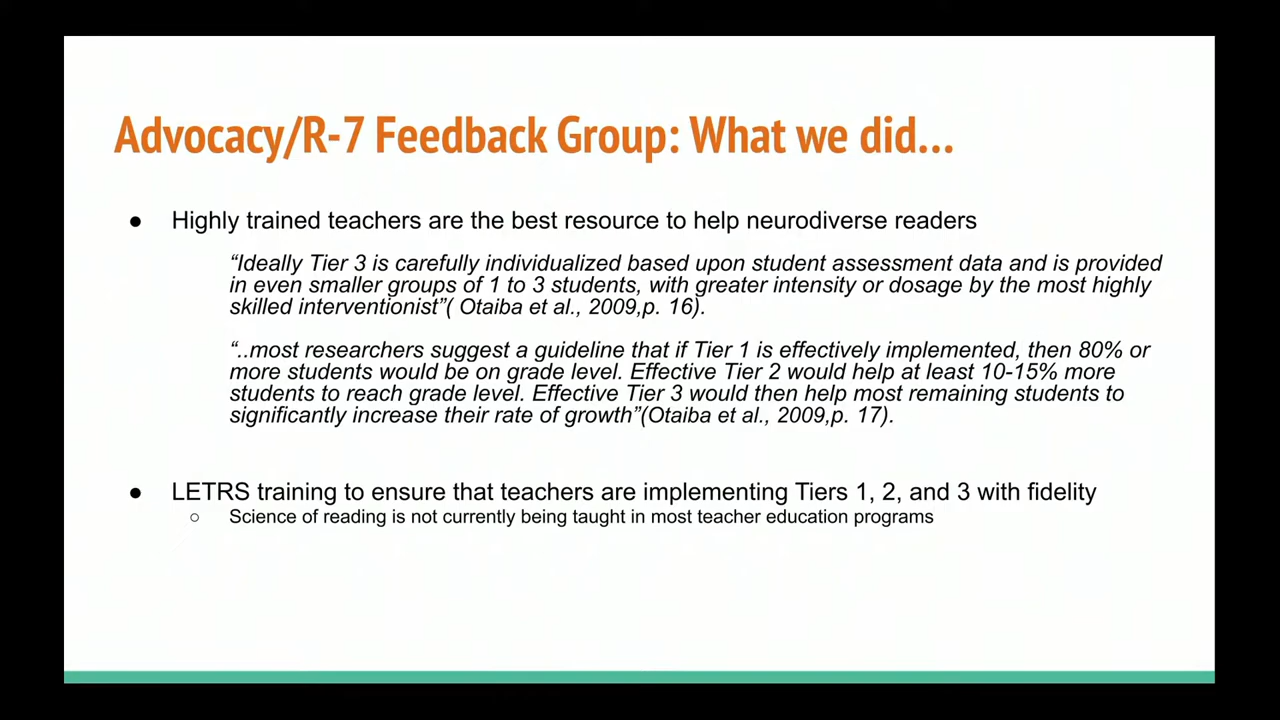 Advocacy/R-7 Feedback Group: What we did...
● Highly trained teachers are the best resource to help neurodiverse readers
“Ideally Tier 3 is carefully individualized based upon student assessment data and is provided
in even smaller groups of 1 to 3 students, with greater intensity or dosage by the most highly
skilled interventionist”( Otaiba et al., 2009,p. 16).
“..most researchers suggest a guideline that if Tier 1 is effectively implemented, then 80% or
more students would be on grade level. Effective Tier 2 would help at least 10-15% more
students to reach grade level. Effective Tier 3 would then help most remaining students to
significantly increase their rate of growth”(Otaiba et al., 2009,p. 17).
● LETRS training to ensure that teachers are implementing Tiers 1, 2, and 3 with fidelity
○ Science of reading is not currently being taught in most teacher education programs